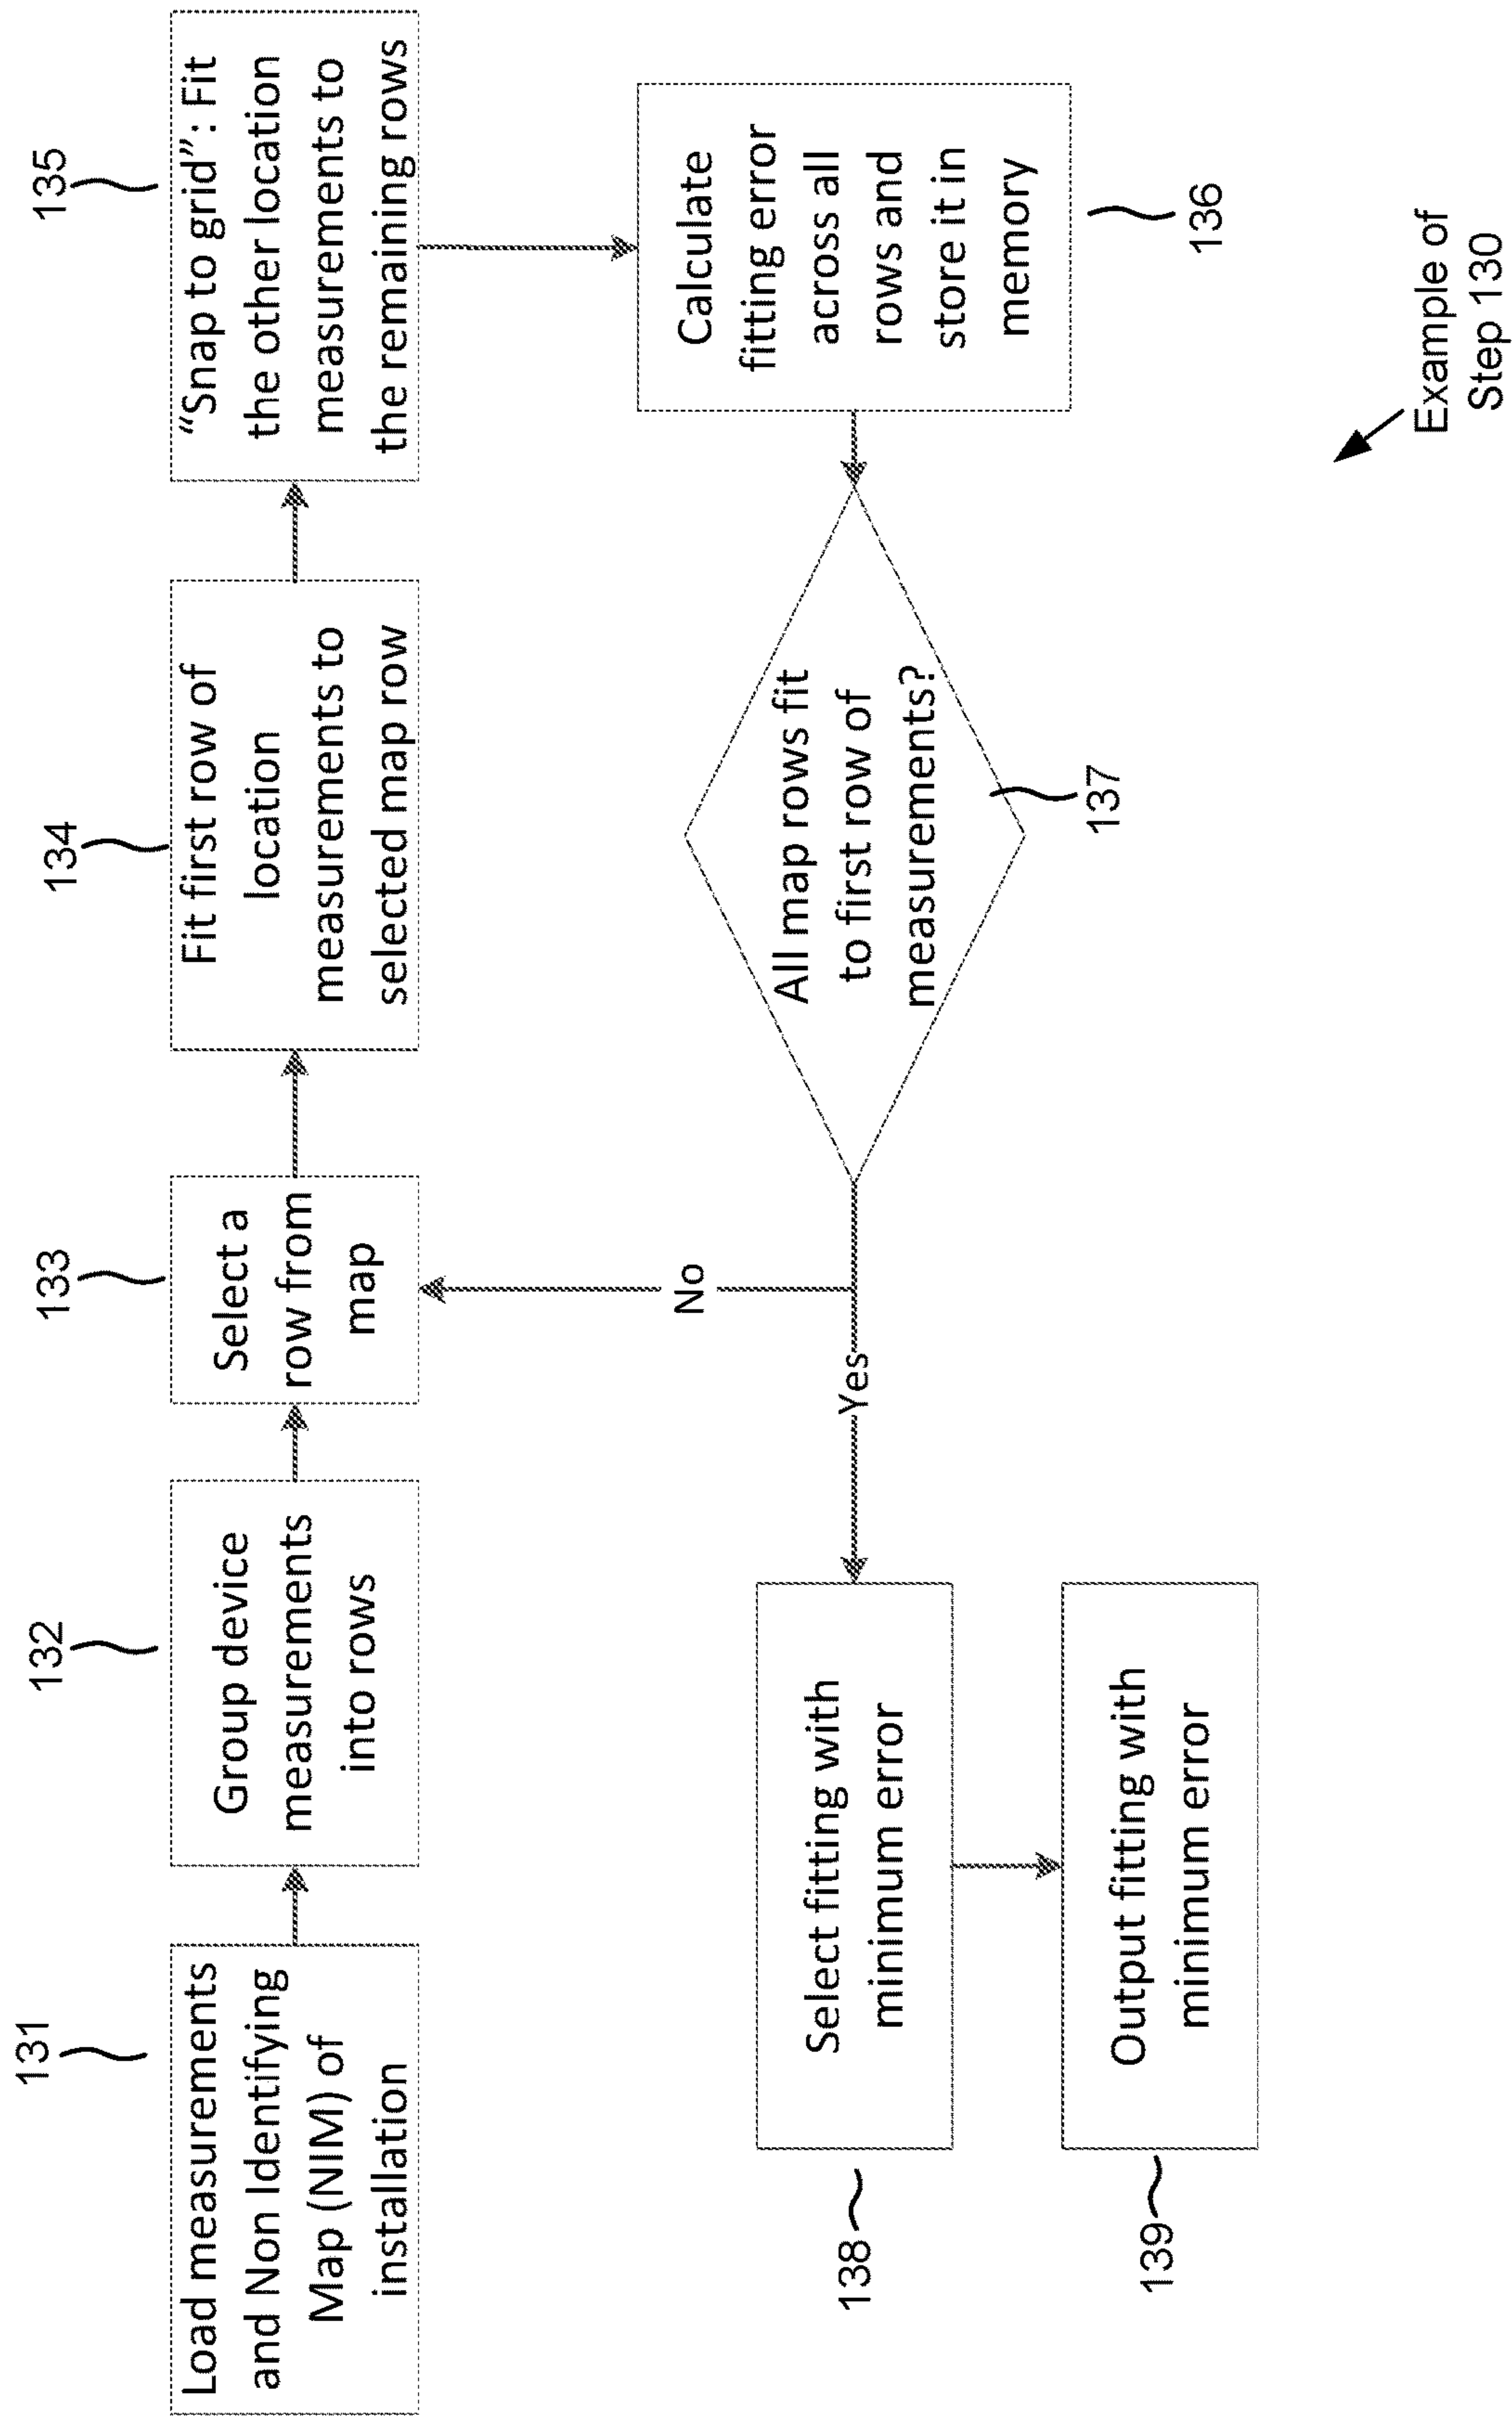 131
Load measurements
and Non Identifying
Map (NIM) of
installation
132
Group device
measurements
into rows
133
Select a
row from
map
134
Fit first row of
location
measurements to
selected map row
135
“Snap to grid”: Fit
the other location
measurements to
the remaining rows
Calculate
fitting error
across all
rows and
store it in
memory
136
All map rows fit
to first row of
measurements?
137
No
Yes
138
Select fitting with
minimum error
139
Output fitting with
minimum error
Example of
Step 130